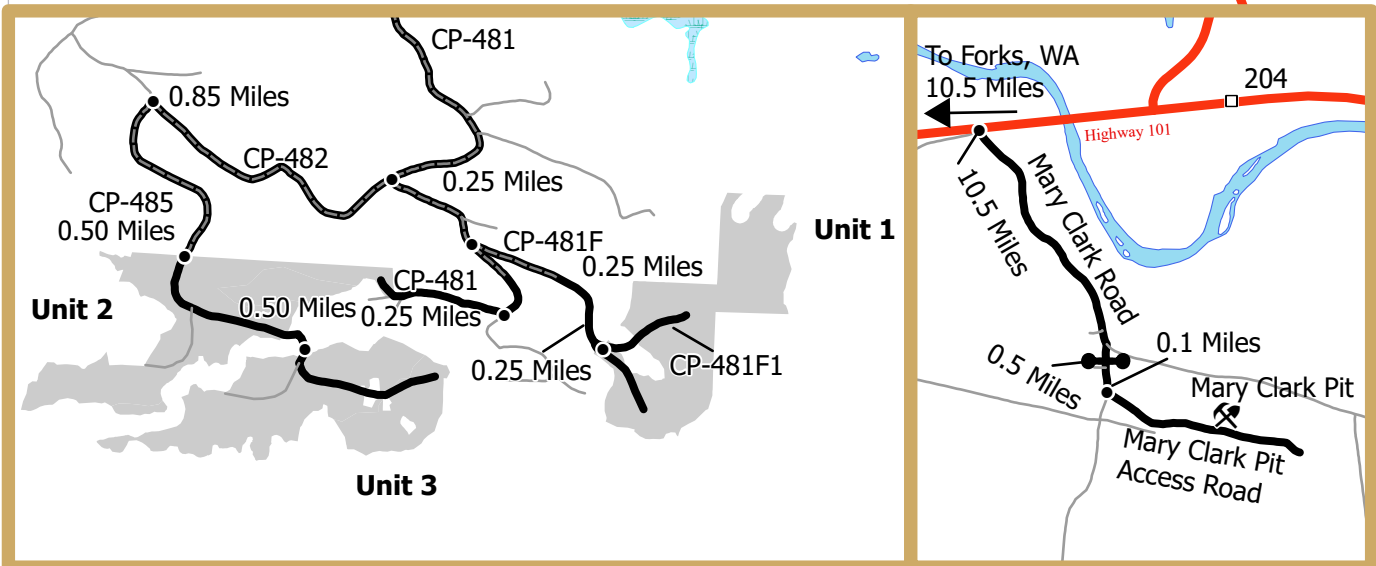 CP-481
0.85 Miles
CP-482
0.25 Miles
CP-485
0.50 Miles
CP-481F
0.25 Miles
Unit 1
CP-481
0.25 Miles
Unit 2
0.50 Miles
0.25 Miles
CP-481F1
Unit 3
To Forks, WA
10.5 Miles
204
Highway 101
10.5 Miles
Mary Clark Road
0.1 Miles
0.5 Miles
Mary Clark Pit
Mary Clark Pit
Access Road